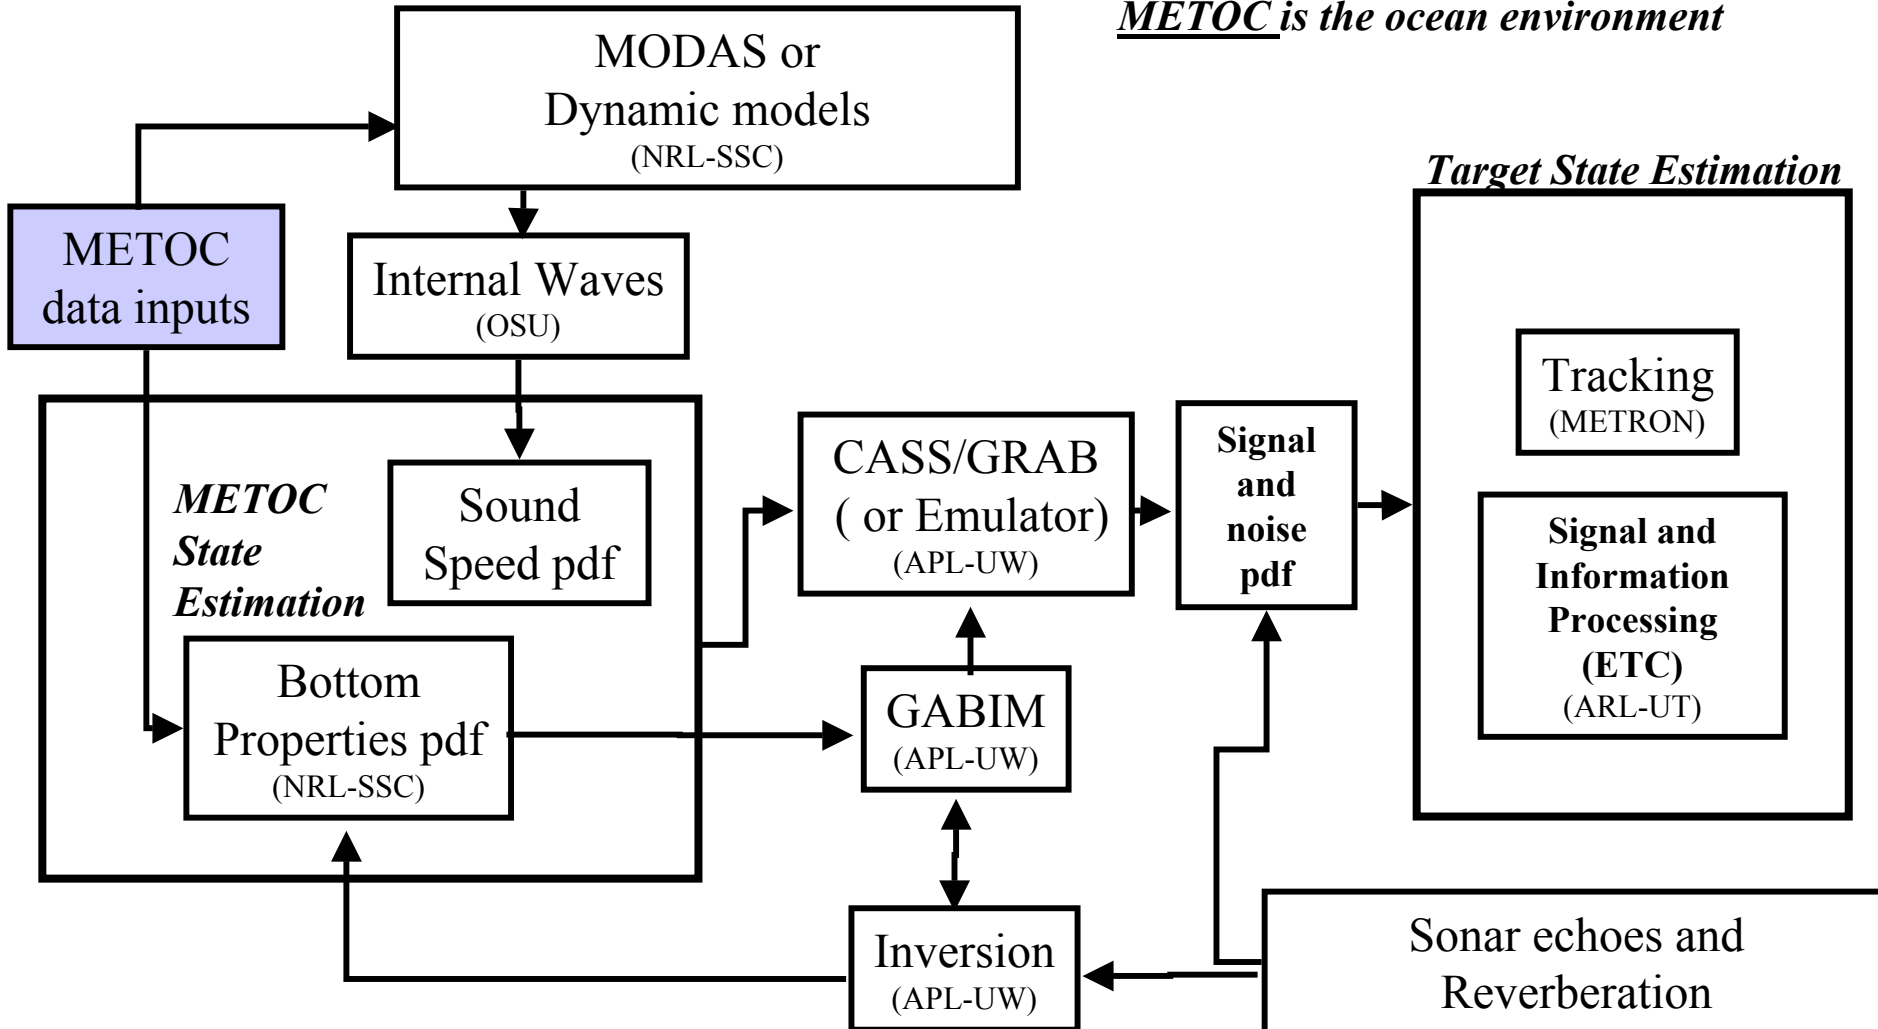 METOC is the ocean environment
MODAS or
Dynamic models
(NRL-SSC)
Target State Estimation
METOC
data inputs
Internal Waves
(OSU)
Tracking
(METRON)
METOC
State
Estimation
Sound
Speed pdf
CASS/GRAB
( or Emulator)
(APL-UW)
Signal
and
noise
pdf
Signal and
Information
Processing
(ETC)
(ARL-UT)
Bottom
Properties pdf
(NRL-SSC)
GABIM
(APL-UW)
Inversion
(APL-UW)
Sonar echoes and
Reverberation